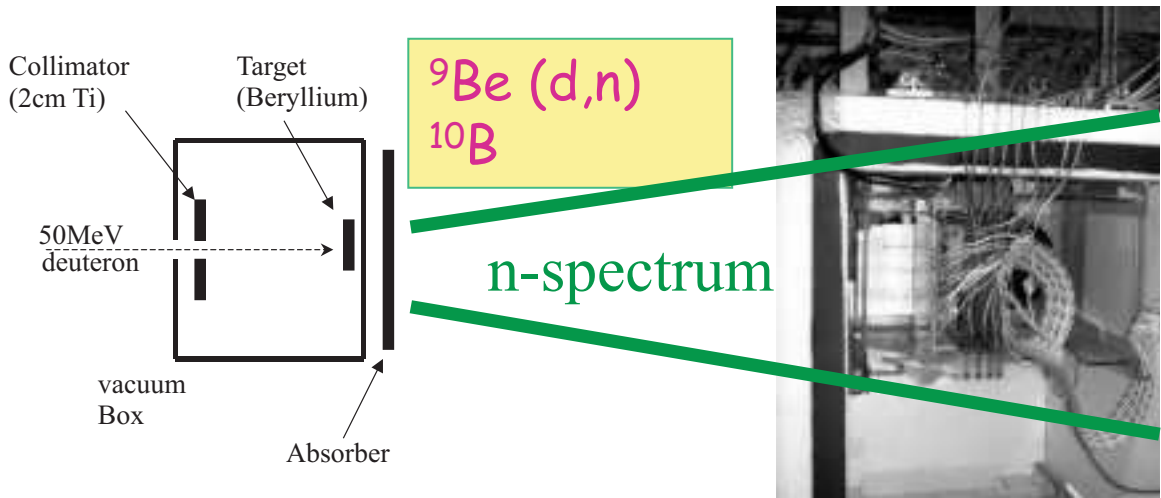 Collimator
(2cm Ti)
Target
(Beryllium)
⁹Be (d,n)
¹⁰B
50MeV
deuteron
n-spectrum
vacuum
Box
Absorber